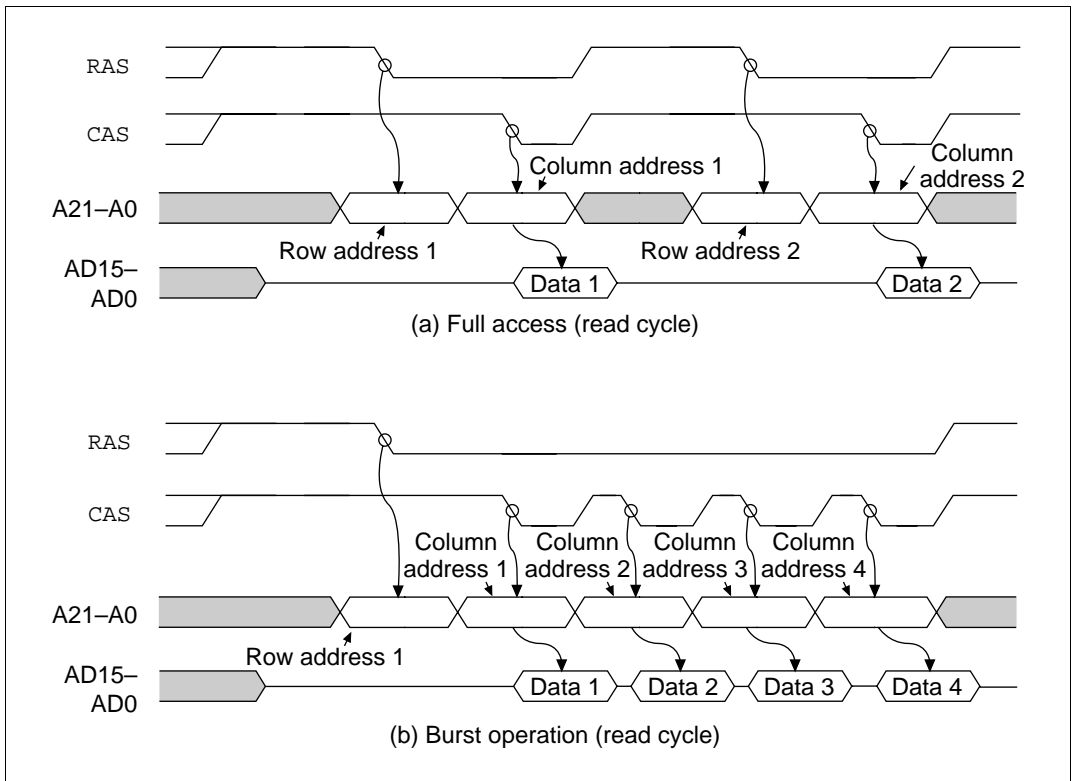 RAS
CAS
Column address 1
Column
address 2
A21–A0
Row address 1
Row address 2
AD15–
AD0
Data 1
Data 2
(a) Full access (read cycle)
RAS
CAS
Column
address 1
Column
address 2
Column
address 3
Column
address 4
A21–A0
Row address 1
AD15–
AD0
Data 1
Data 2
Data 3
Data 4
(b) Burst operation (read cycle)